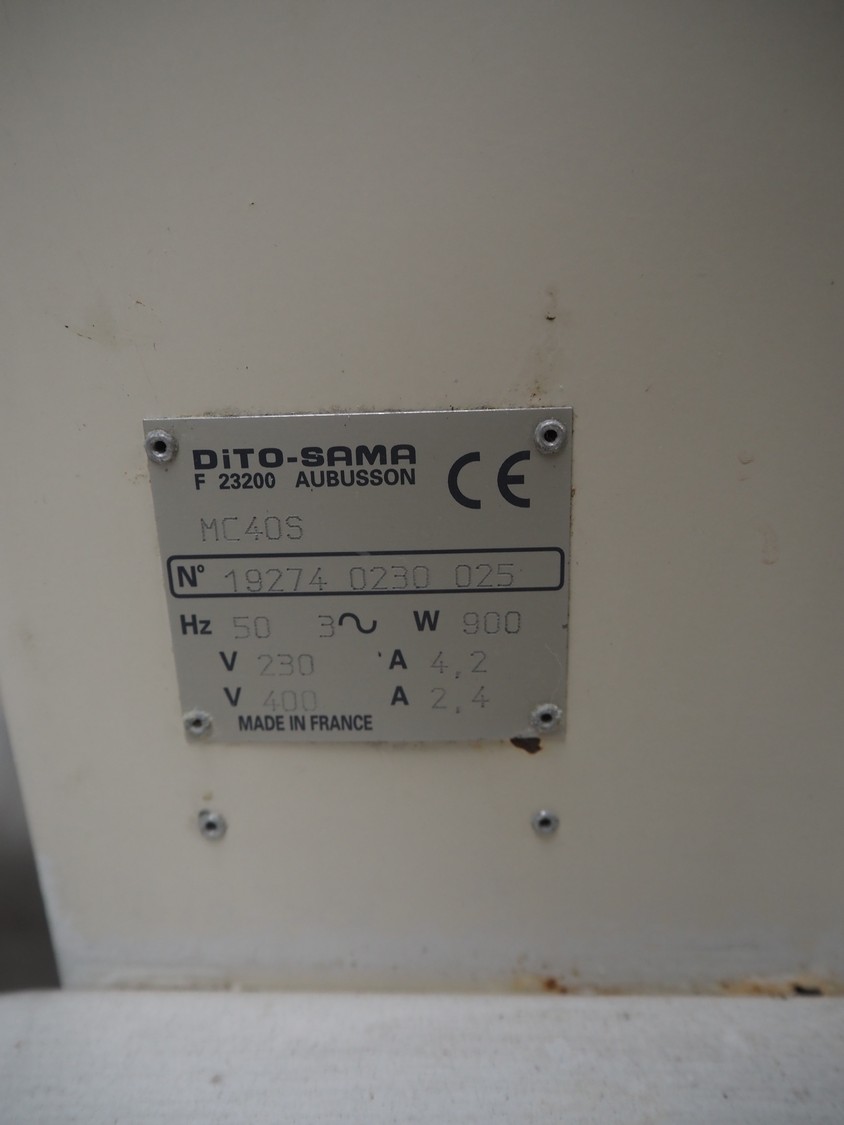 DiTO-SAMA
F 23200 AUBUSSON
CE
MC40S
N° 19274 0230 025
Hz 50 3~ W 900
V 230 A 4,2
V 400 A 2,4
MADE IN FRANCE